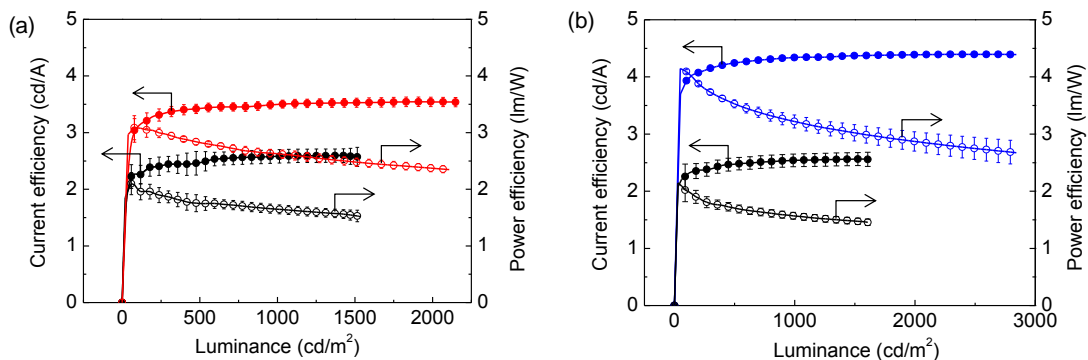 (a)
5
4
3
2
1
0
Current efficiency (cd/A)
5
4
3
2
1
0
Power efficiency (lm/W)
0 500 1000 1500 2000
Luminance (cd/m²)
(b)
5
4
3
2
1
0
Current efficiency (cd/A)
5
4
3
2
1
0
Power efficiency (lm/W)
0 1000 2000 3000
Luminance (cd/m²)